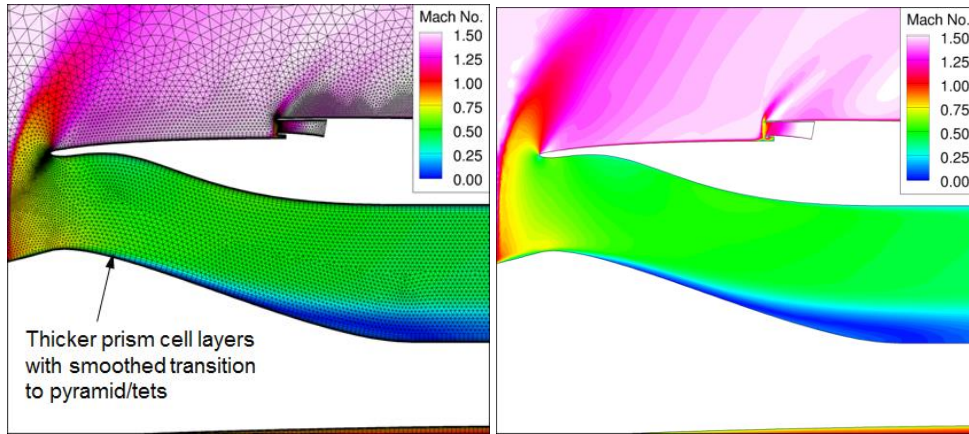 Mach No.
1.50
1.25
1.00
0.75
0.50
0.25
0.00
Thicker prism cell layers
with smoothed transition
to pyramid/tets
Mach No.
1.50
1.25
1.00
0.75
0.50
0.25
0.00